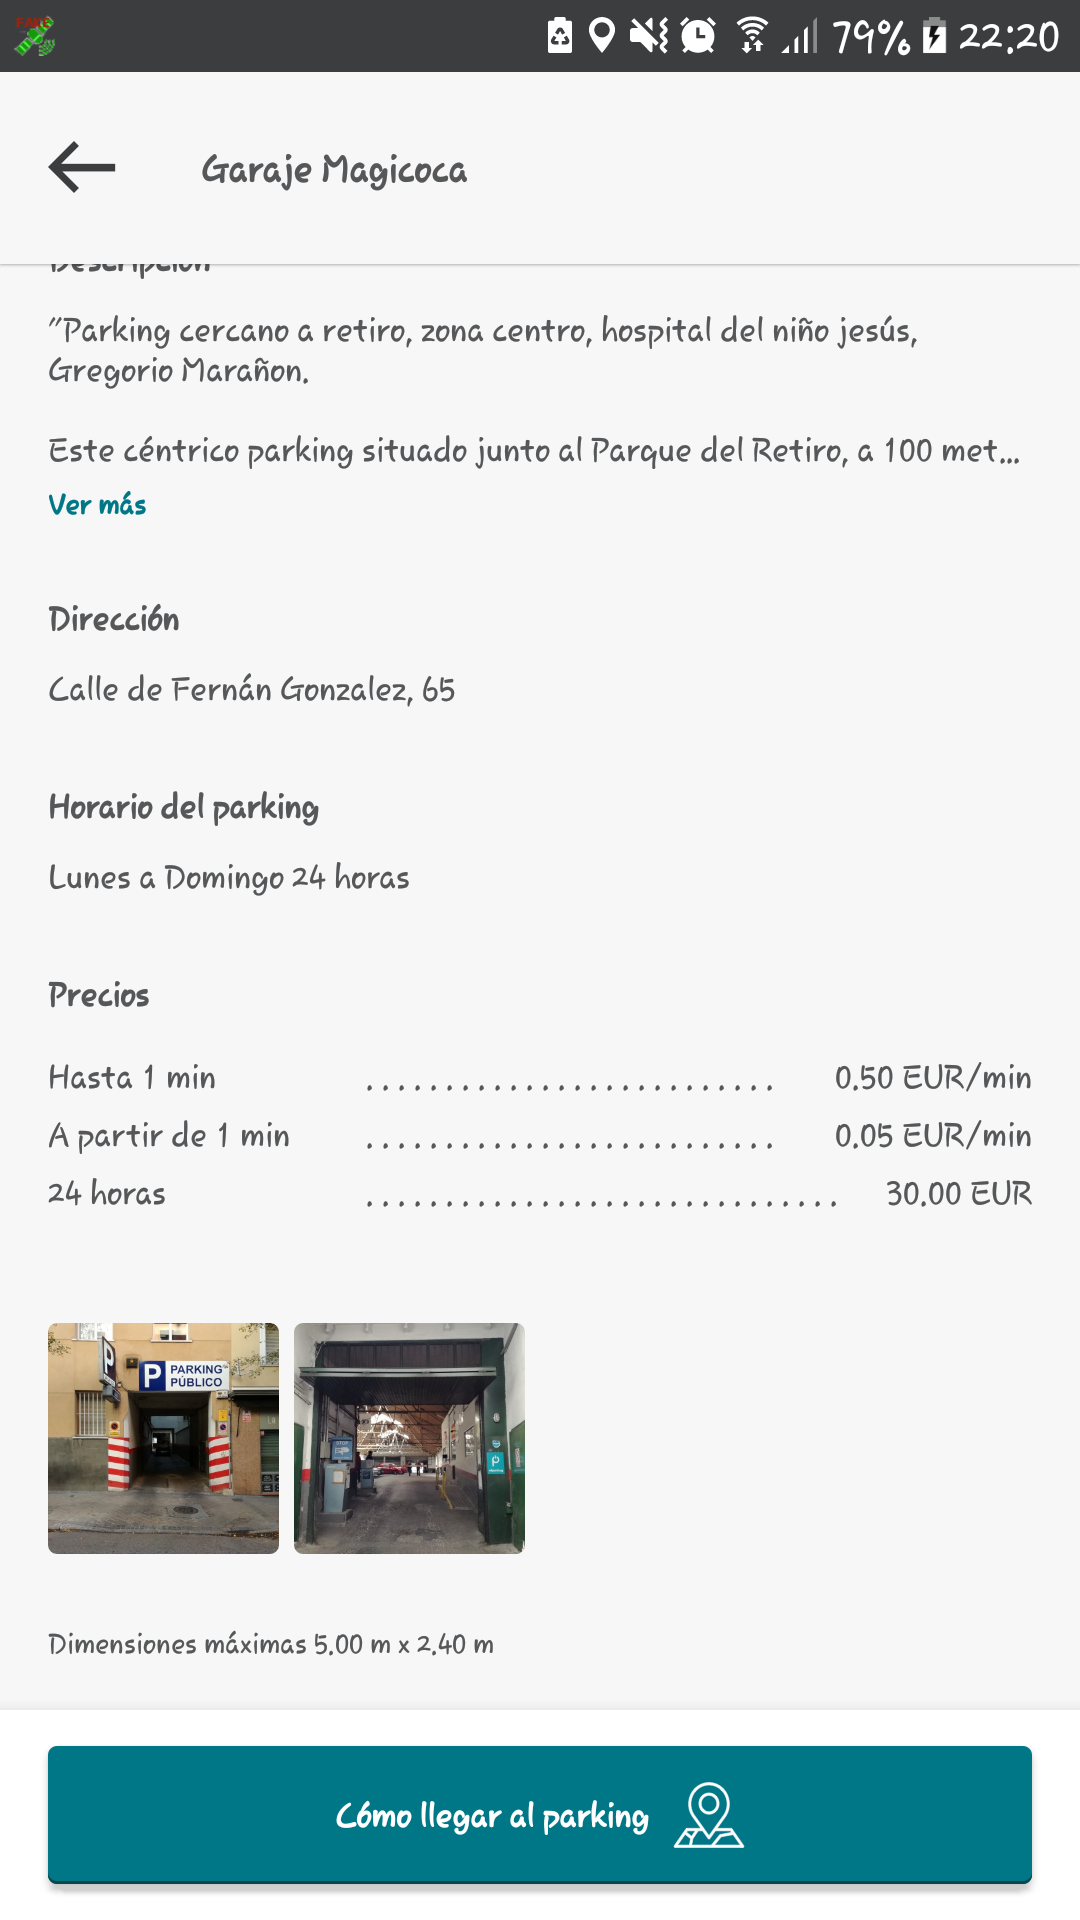 FAKE
79% 22:20
Garaje Magicoca
Descripción
"Parking cercano a retiro, zona centro, hospital del niño jesús,
Gregorio Marañon.
Este céntrico parking situado junto al Parque del Retiro, a 100 met...
Ver más
Dirección
Calle de Fernán Gonzalez, 65
Horario del parking
Lunes a Domingo 24 horas
Precios
Hasta 1 min .......................... 0.50 EUR/min
A partir de 1 min .......................... 0.05 EUR/min
24 horas .............................. 30.00 EUR
P PARKING
PÚBLICO
P
STOP
P
Dimensiones máximas 5.00 m x 2.40 m
Cómo llegar al parking